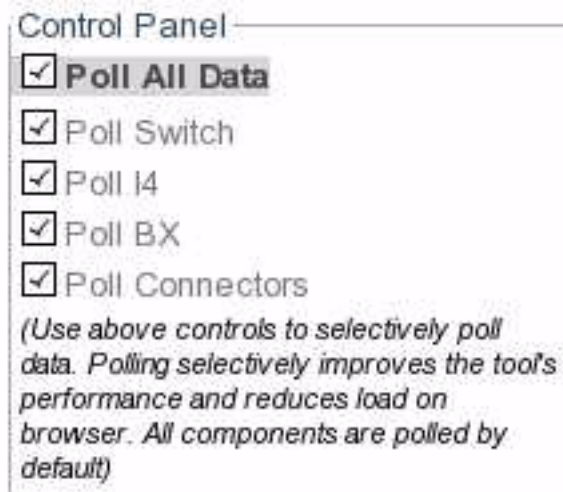 Control Panel
Poll All Data
Poll Switch
Poll I4
Poll BX
Poll Connectors
(Use above controls to selectively poll
data. Polling selectively improves the tool's
performance and reduces load on
browser. All components are polled by
default)